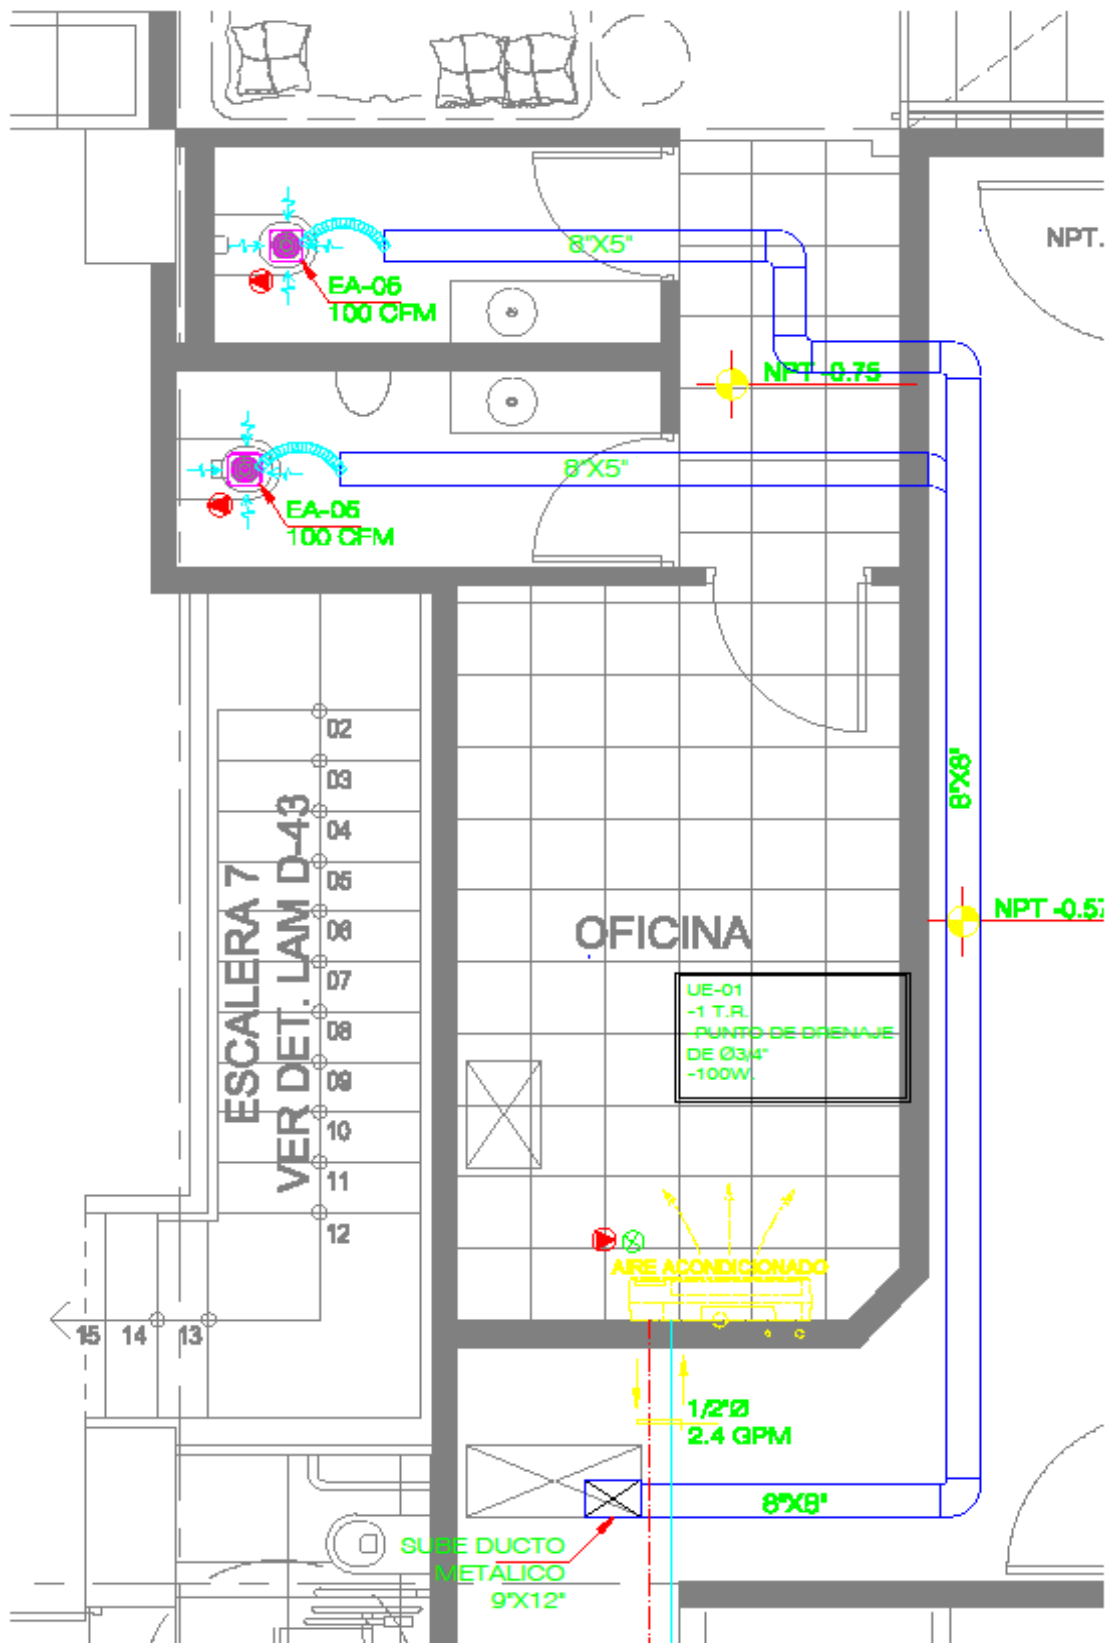 8"X5"
NPT.
EA-05
100 CFM
NPT -0.75
8"X5"
EA-05
100 CFM
02
03
04
05
06
07
08
09
10
11
12
13
14
15
ESCALERA 7
VER DET. LAM D-43
8"X8"
NPT -0.57
OFICINA
UE-01
-1 T.R.
-PUNTO DE DRENAJE
DE Ø3/4"
-100W.
AIRE ACONDICIONADO
1/2"Ø
2.4 GPM
8"X8"
SUBE DUCTO
METALICO
9"X12"